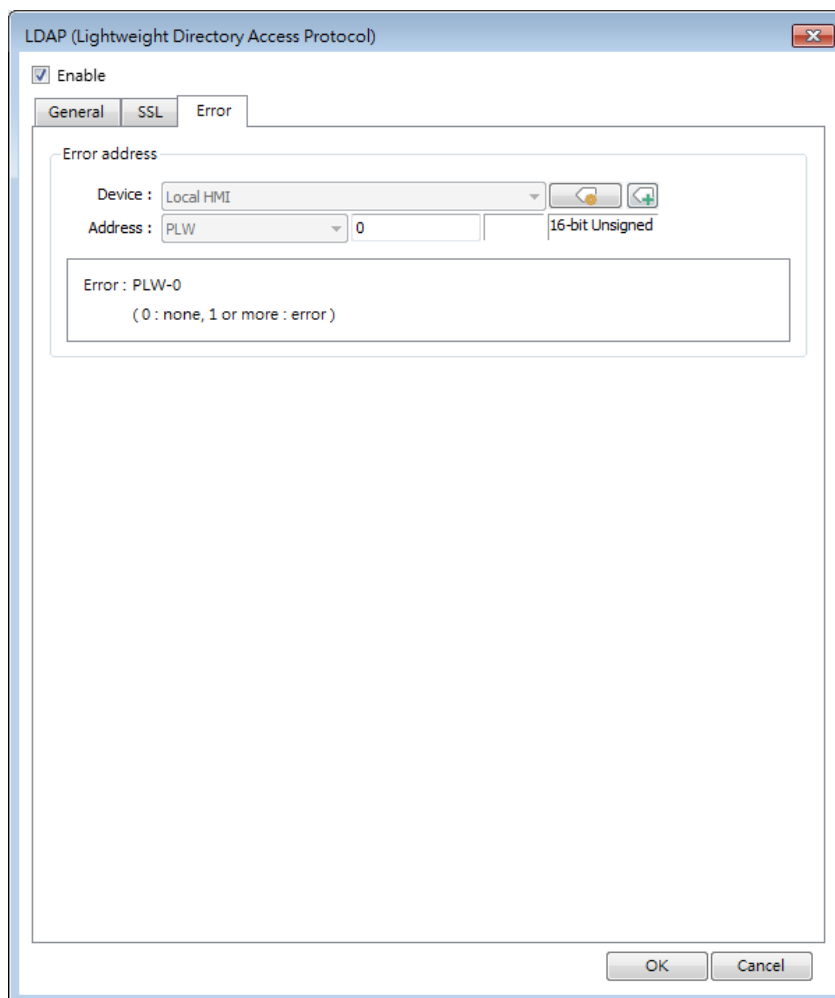 LDAP (Lightweight Directory Access Protocol)
Enable
General SSL Error
Error address
Device : Local HMI
Address : PLW 0 16-bit Unsigned
Error : PLW-0
( 0 : none, 1 or more : error )
OK Cancel